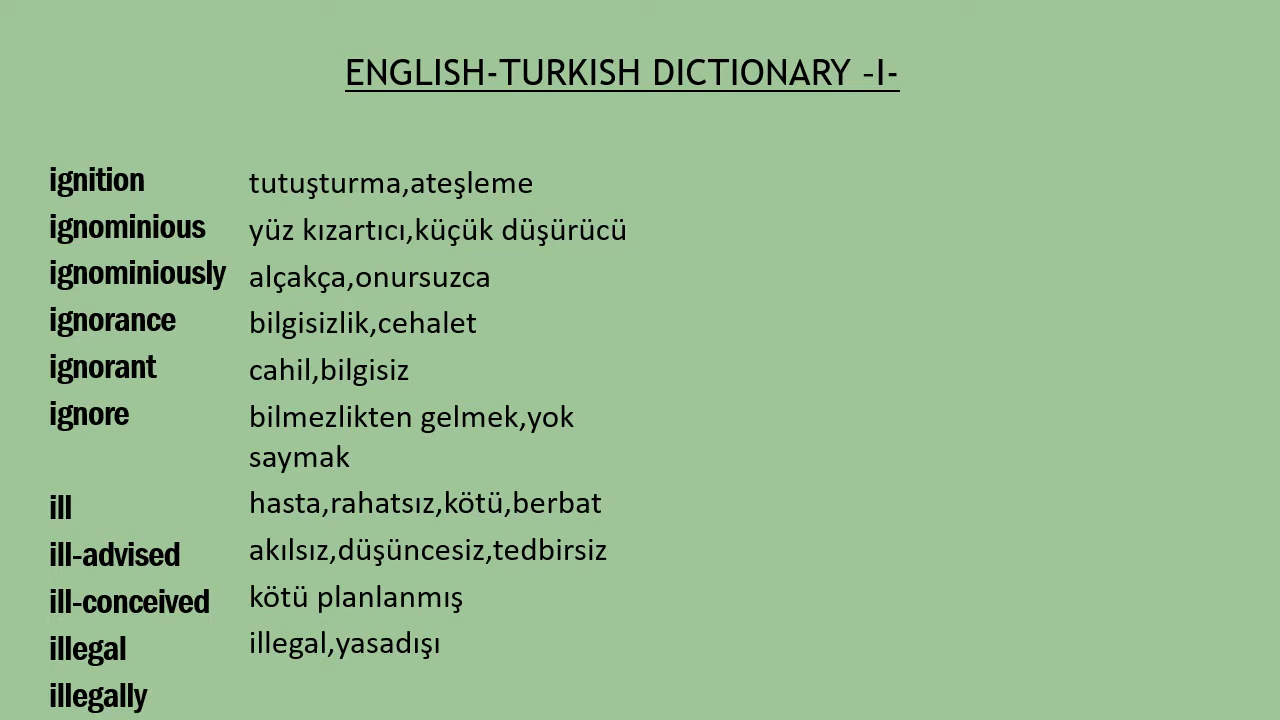 ENGLISH-TURKISH DICTIONARY –I-
ignition tutuşturma,ateşleme
ignominious yüz kızartıcı,küçük düşürücü
ignominiously alçakça,onursuzca
ignorance bilgisizlik,cehalet
ignorant cahil,bilgisiz
ignore bilmezlikten gelmek,yok
saymak
ill hasta,rahatsız,kötü,berbat
ill-advised akılsız,düşüncesiz,tedbirsiz
ill-conceived kötü planlanmış
illegal illegal,yasadışı
illegally